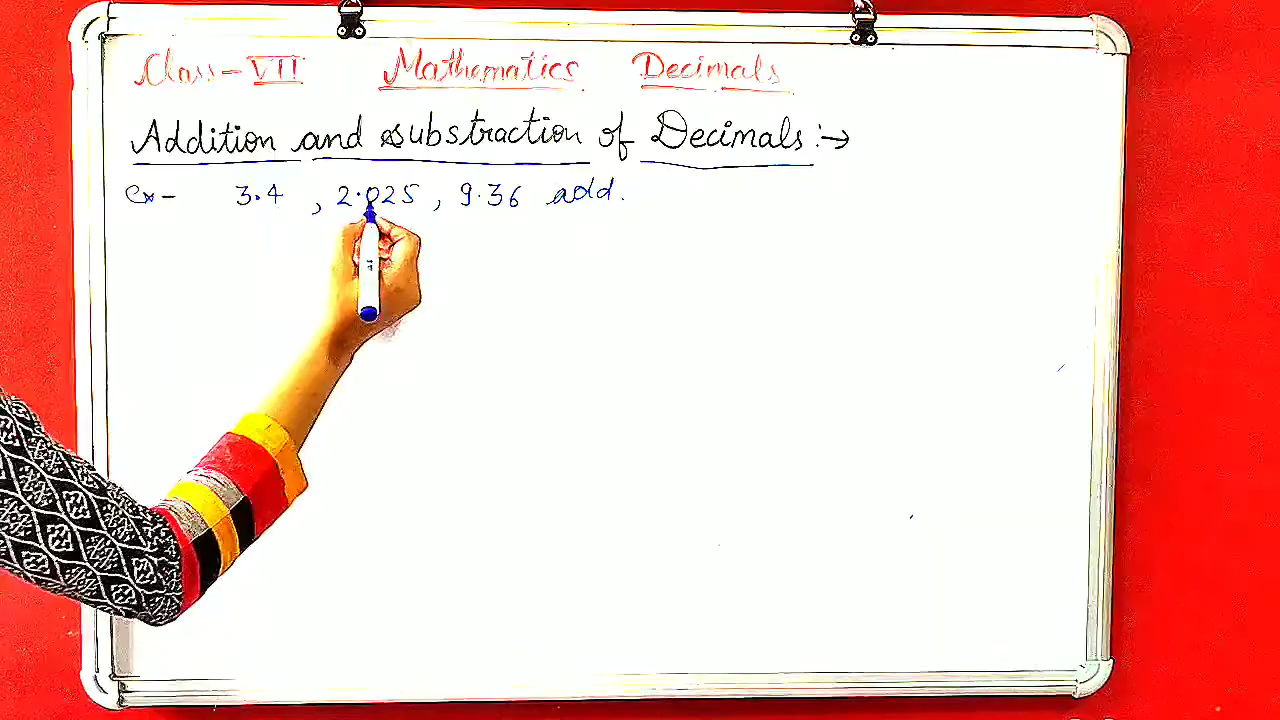 Class-VII Mathematics Decimals
Addition and substraction of Decimals :→
ex- 3.4 , 2.025 , 9.36 add.